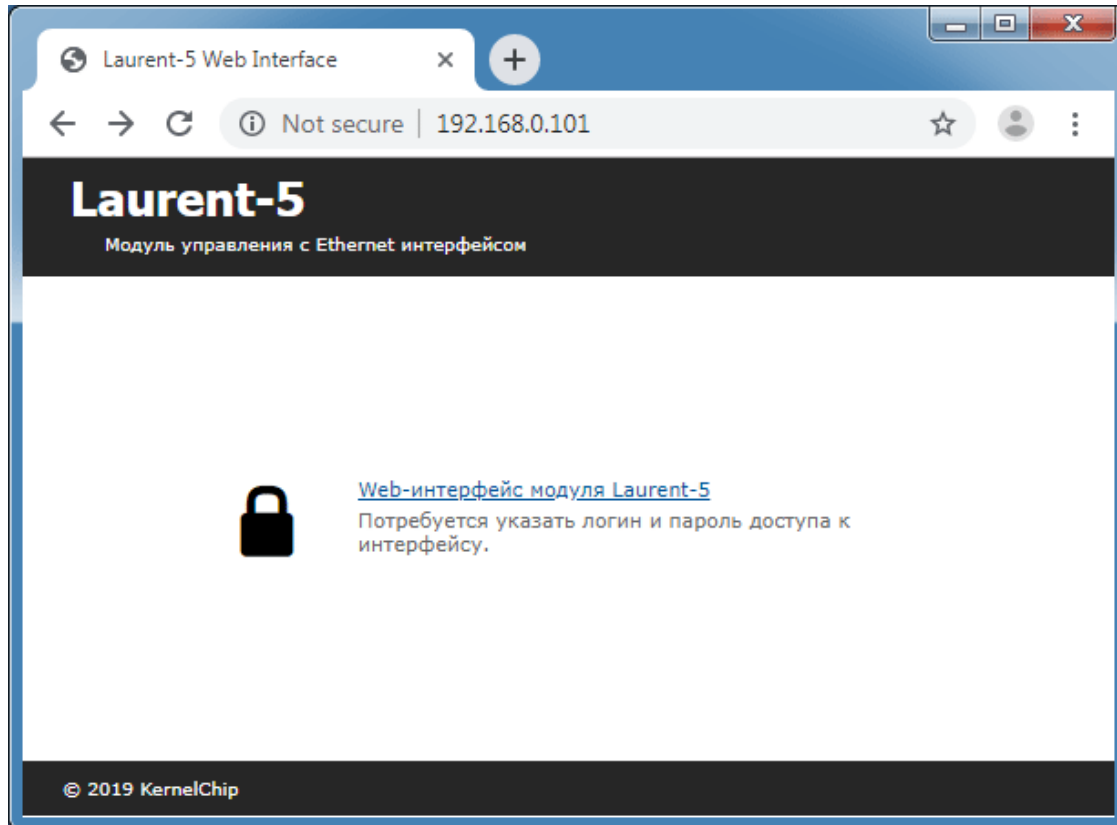 Laurent-5 Web Interface
Not secure | 192.168.0.101
Laurent-5
Модуль управления с Ethernet интерфейсом
Web-интерфейс модуля Laurent-5
Потребуется указать логин и пароль доступа к
интерфейсу.
© 2019 KernelChip